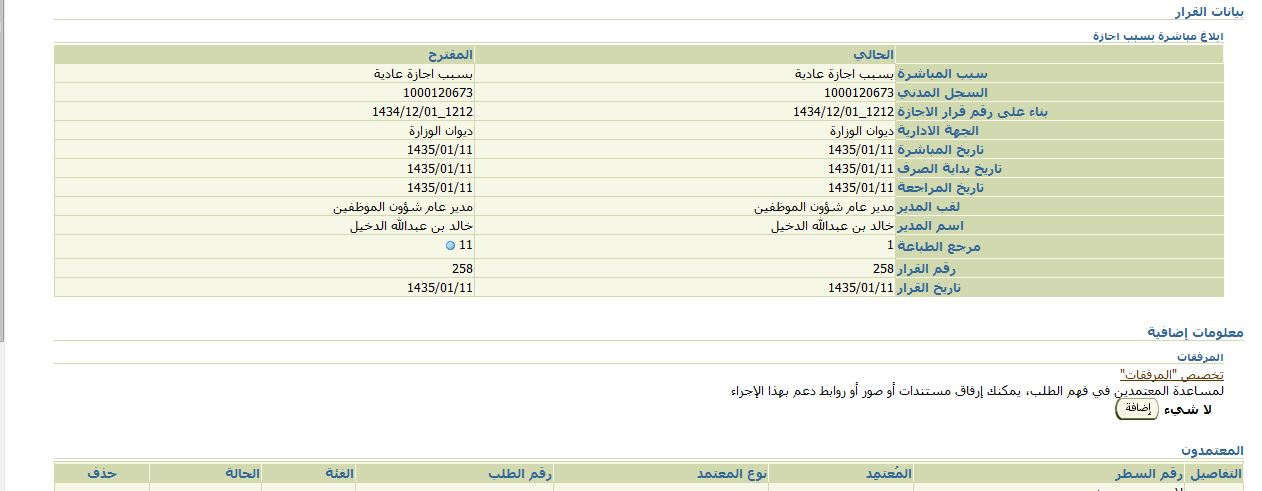 بيانات القرار
ابلاغ مباشرة بسبب اجازة
الحالي المقترح
سبب المباشرة بسبب اجازة عادية بسبب اجازة عادية
السجل المدني 1000120673 1000120673
بناء على رقم قرار الاجازة 1212_1434/12/01 1212_1434/12/01
الجهة الادارية ديوان الوزارة ديوان الوزارة
تاريخ المباشرة 1435/01/11 1435/01/11
تاريخ بداية الصرف 1435/01/11 1435/01/11
تاريخ المراجعة 1435/01/11 1435/01/11
لقب المدير مدير عام شؤون الموظفين مدير عام شؤون الموظفين
اسم المدير خالد بن عبدالله الدخيل خالد بن عبدالله الدخيل
مرجع الطباعة 1 11
رقم القرار 258 258
تاريخ القرار 1435/01/11 1435/01/11
معلومات إضافية
المرفقات
تخصيص "المرفقات"
لمساعدة المعتمدين في فهم الطلب، يمكنك إرفاق مستندات أو صور أو روابط دعم بهذا الإجراء
لا شيء إضافة
المعتمدون
التفاصيل رقم السطر المُعتمِد نوع المعتمد رقم الطلب الفئة الحالة حذف